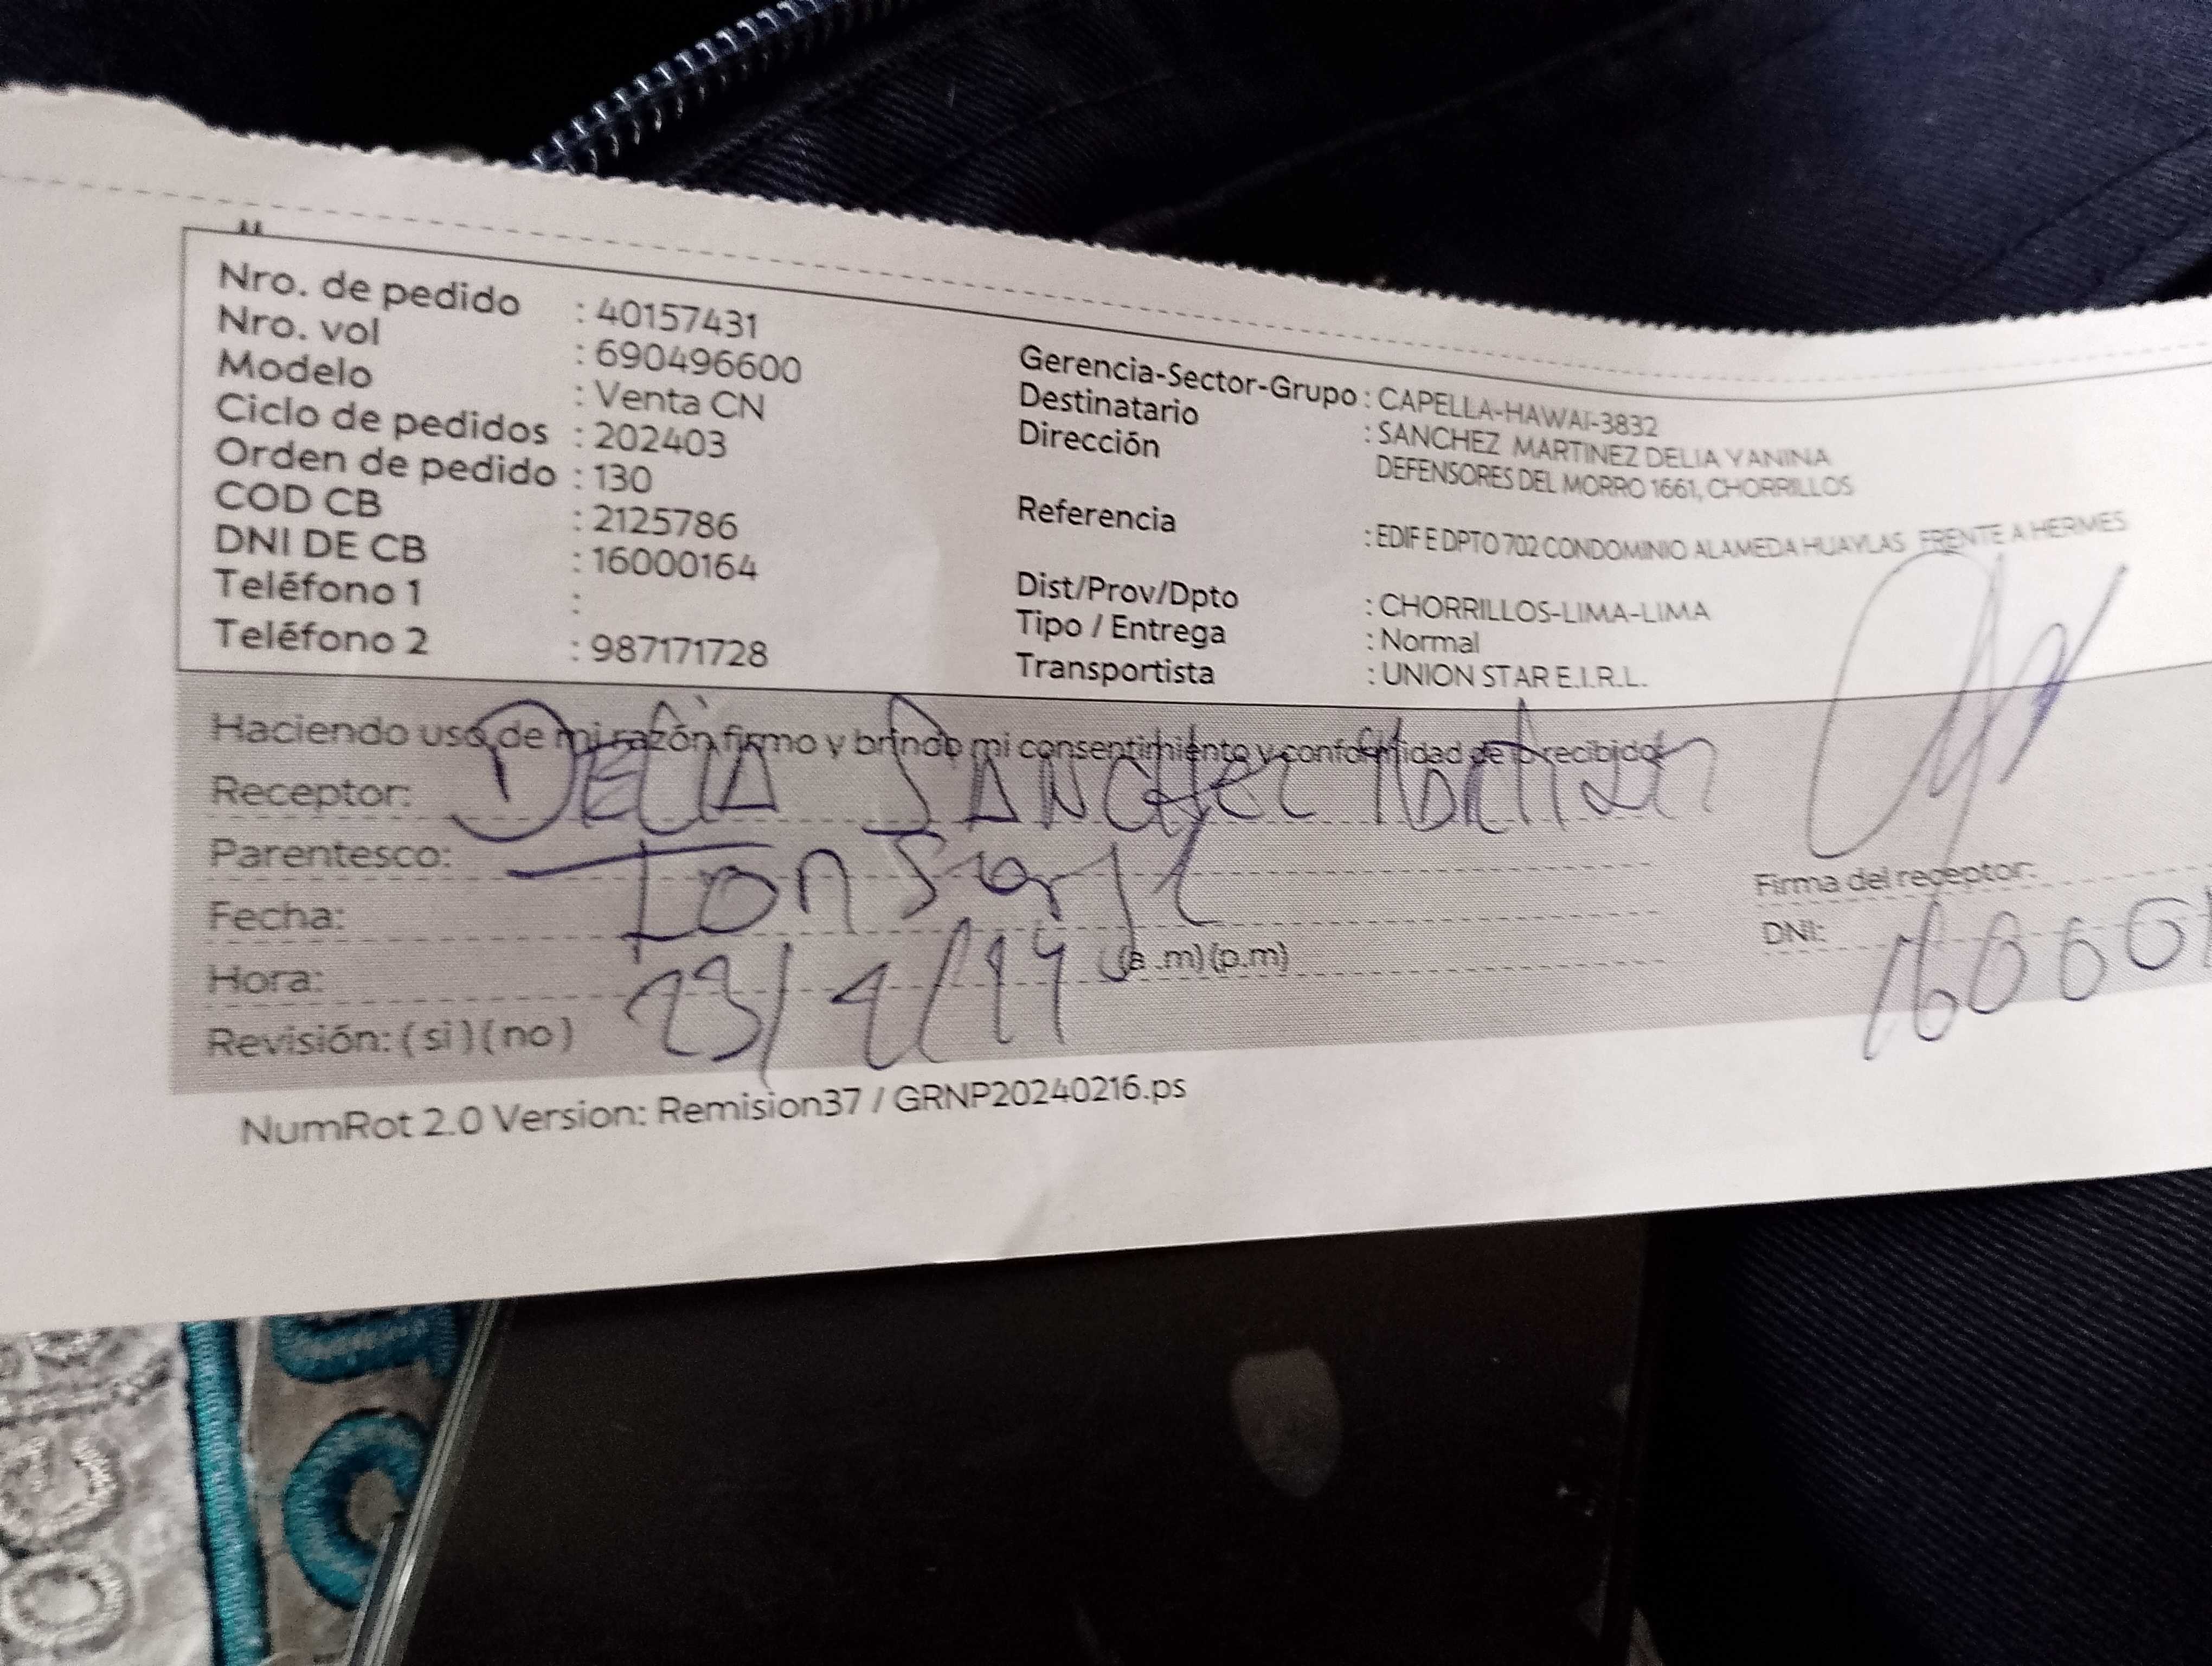 Nro. de pedido : 40157431
Nro. vol : 690496600
Modelo : Venta CN
Ciclo de pedidos : 202403
Orden de pedido : 130
COD CB : 2125786
DNI DE CB : 16000164
Teléfono 1 :
Teléfono 2 : 987171728
Gerencia-Sector-Grupo : CAPELLA-HAWAI-3832
Destinatario : SANCHEZ MARTINEZ DELIA YANINA
Dirección DEFENSORES DEL MORRO 1661, CHORRILLOS
Referencia : EDIF E DPTO 702 CONDOMINIO ALAMEDA HUAYLAS FRENTE A HERMES
Dist/Prov/Dpto : CHORRILLOS-LIMA-LIMA
Tipo / Entrega : Normal
Transportista : UNION STAR E.I.R.L.
Haciendo uso de mi razón firmo y brindo mi consentimiento y conformidad de lo recibido
Receptor: DELIA SANCHEZ
Parentesco:
Fecha:
Hora: (a .m)(p.m)
Revisión: (si)(no)
Firma del receptor:
DNI:
NumRot 2.0 Version: Remision37 / GRNP20240216.ps